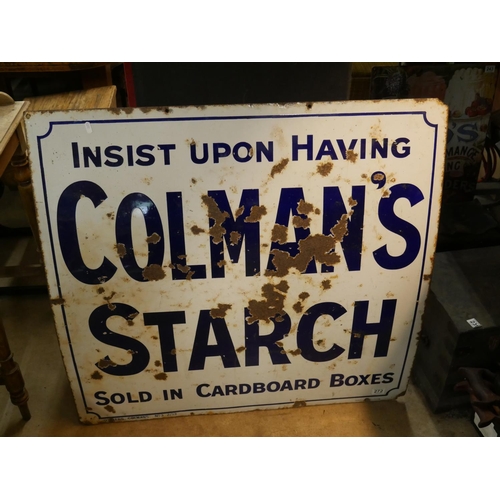 INSIST UPON HAVING
COLMAN'S
STARCH
SOLD IN CARDBOARD BOXES